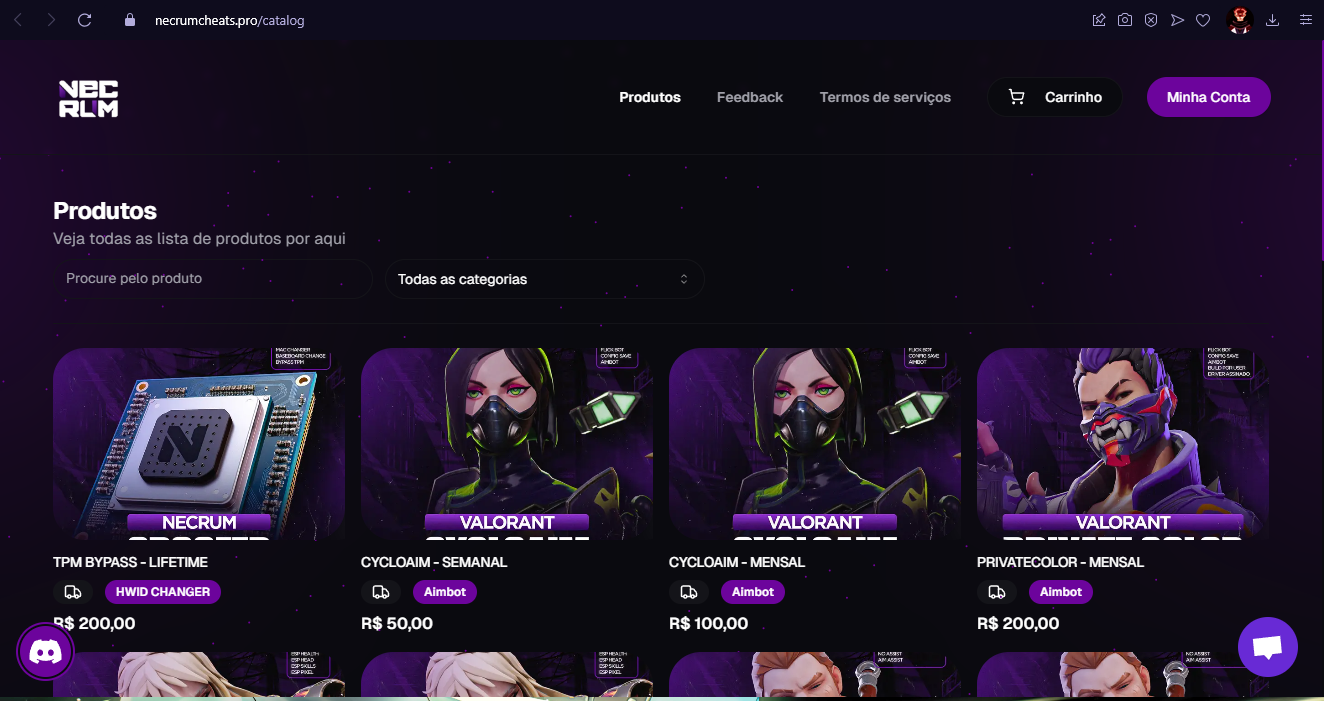 necrumcheats.pro/catalog
NEC
RUM
Produtos
Feedback
Termos de serviços
Carrinho
Minha Conta
Produtos
Veja todas as lista de produtos por aqui
Procure pelo produto
Todas as categorias
MAC CHANGER
BASEBOARD CHANGE
BYPASS TPM
NECRUM
FLICK BOT
CONFIG SAVE
AIMBOT
VALORANT
FLICK BOT
CONFIG SAVE
AIMBOT
VALORANT
FLICK BOT
CONFIG SAVE
AIMBOT
BUILD POR USER
DRIVER ASSINADO
VALORANT
TPM BYPASS - LIFETIME
HWID CHANGER
R$ 200,00
CYCLOAIM - SEMANAL
Aimbot
R$ 50,00
CYCLOAIM - MENSAL
Aimbot
R$ 100,00
PRIVATECOLOR - MENSAL
Aimbot
R$ 200,00
ESP HEALTH
ESP HEAD
ESP SKILLS
ESP PIXEL
ESP HEALTH
ESP HEAD
ESP SKILLS
ESP PIXEL
NO ASSIST
AIM ASSIST
NO ASSIST
AIM ASSIST